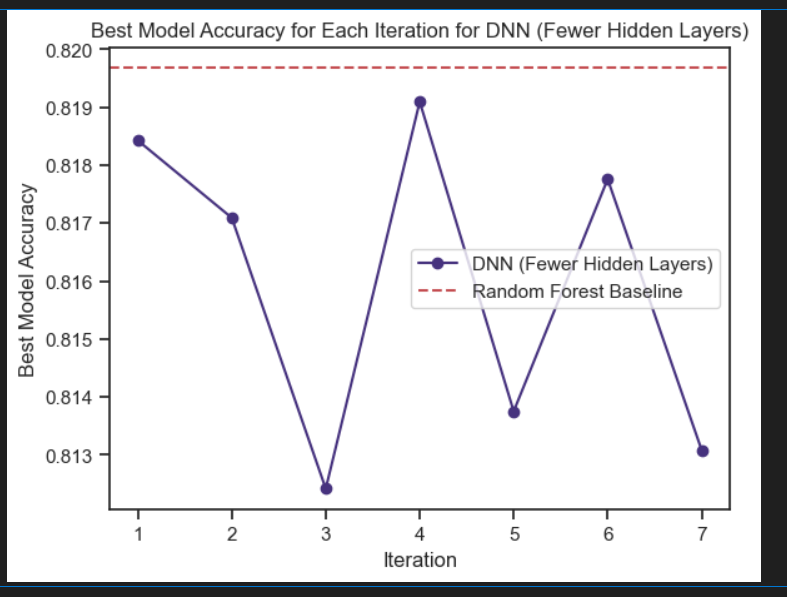 Best Model Accuracy for Each Iteration for DNN (Fewer Hidden Layers)
0.820
0.819
0.818
0.817
0.816
0.815
0.814
0.813
Best Model Accuracy
DNN (Fewer Hidden Layers)
Random Forest Baseline
1 2 3 4 5 6 7
Iteration